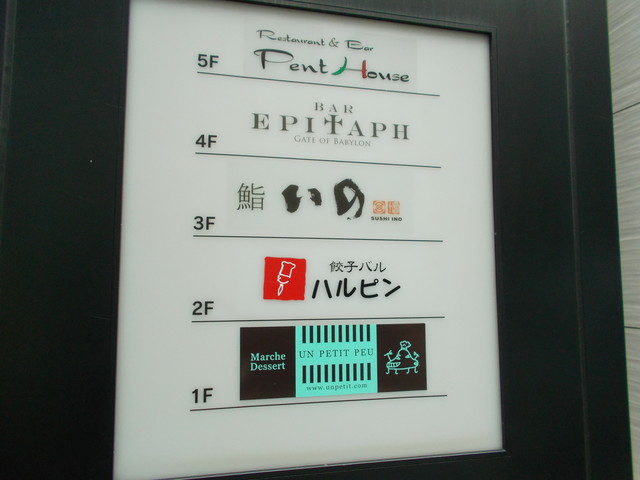 Restaurant & Bar
5F Pent House
BAR
4F EPITAPH
GATE OF BABYLON
3F 鮨 いの
SUSHI INO
餃子バル
2F ハルピン
Marche Dessert
UN PETIT PEU
www.unpetit.com
1F